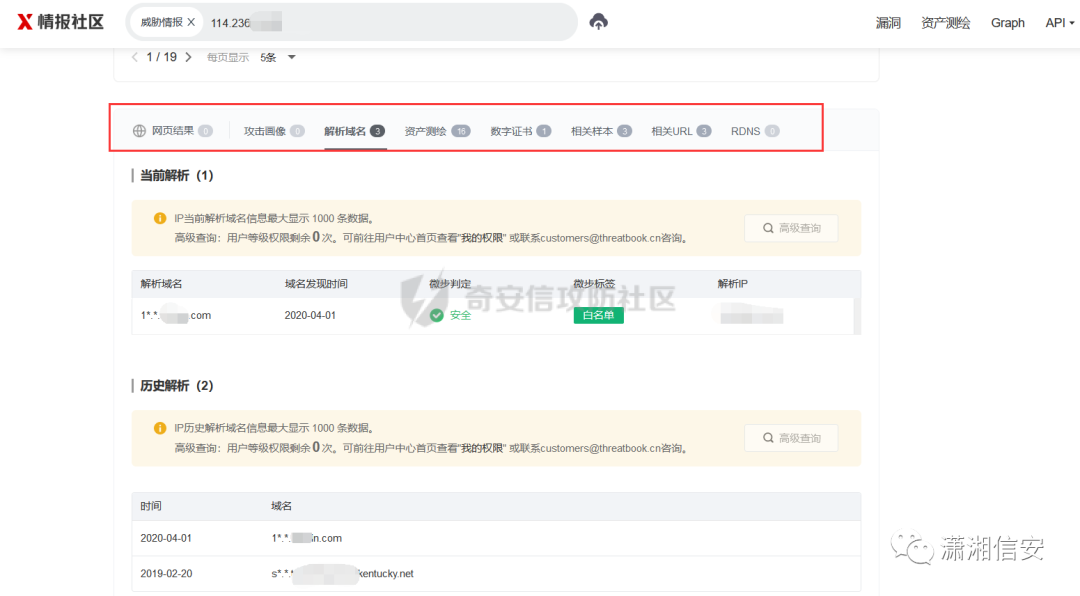 X 情报社区 威胁情报 X 114.236 漏洞 资产测绘 Graph API
1 / 19 每页显示 5条
网页结果 0 攻击画像 0 解析域名 3 资产测绘 16 数字证书 1 相关样本 3 相关URL 3 RDNS 0
当前解析（1）
IP当前解析域名信息最大显示 1000 条数据。
高级查询：用户等级权限剩余 0 次。可前往用户中心首页查看"我的权限" 或联系customers@threatbook.cn咨询。 高级查询
解析域名 域名发现时间 微步判定 微步标签 解析IP
奇安信攻防社区
1*.*. .com 2020-04-01 安全 白名单
历史解析（2）
IP历史解析域名信息最大显示 1000 条数据。
高级查询：用户等级权限剩余 0 次。可前往用户中心首页查看"我的权限" 或联系customers@threatbook.cn咨询。 高级查询
时间 域名
2020-04-01 1*.*. n.com
2019-02-20 s*.*. kentucky.net
潇湘信安